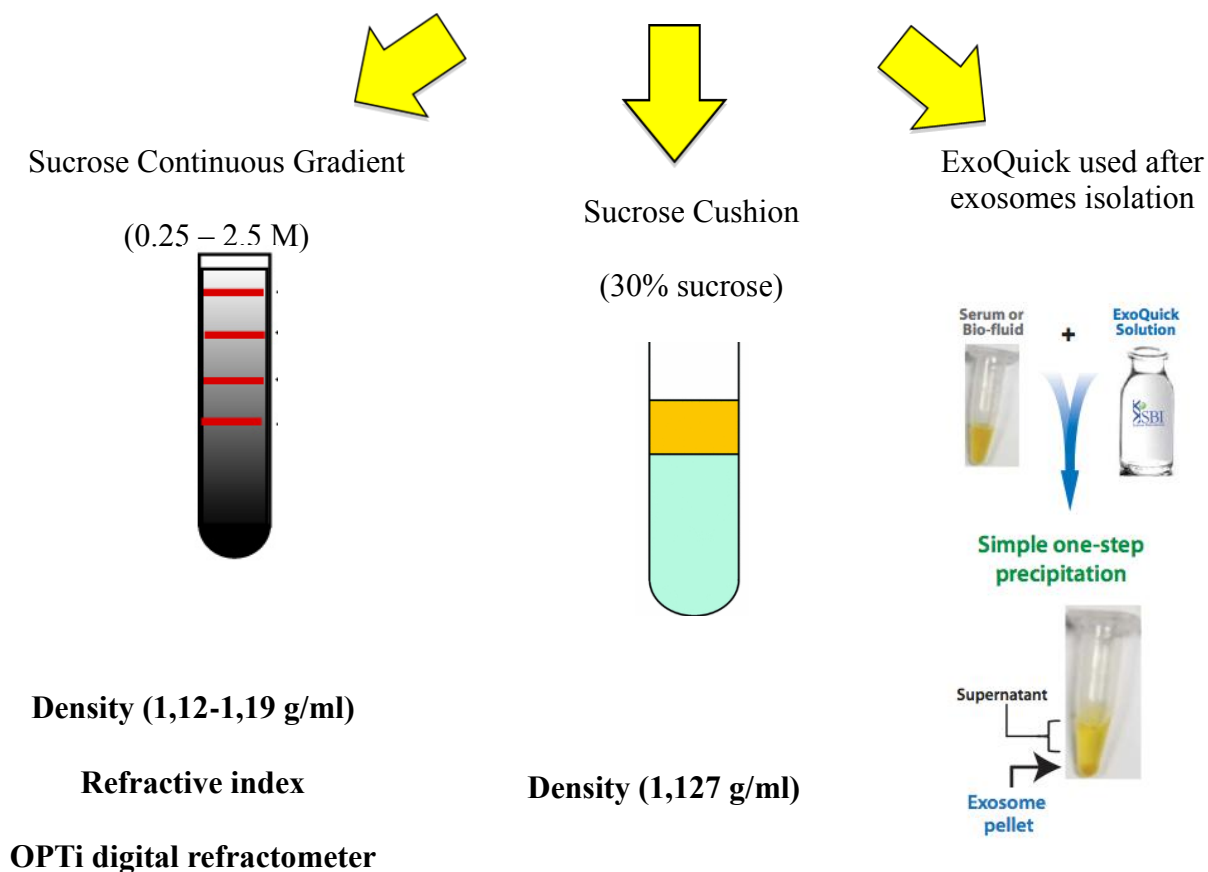 Sucrose Continuous Gradient
(0.25 – 2.5 M)
Density (1,12-1,19 g/ml)
Refractive index
OPTi digital refractometer
Sucrose Cushion
(30% sucrose)
Density (1,127 g/ml)
ExoQuick used after
exosomes isolation
Serum or
Bio-fluid
+
ExoQuick
Solution
SBI
Simple one-step
precipitation
Supernatant
Exosome
pellet